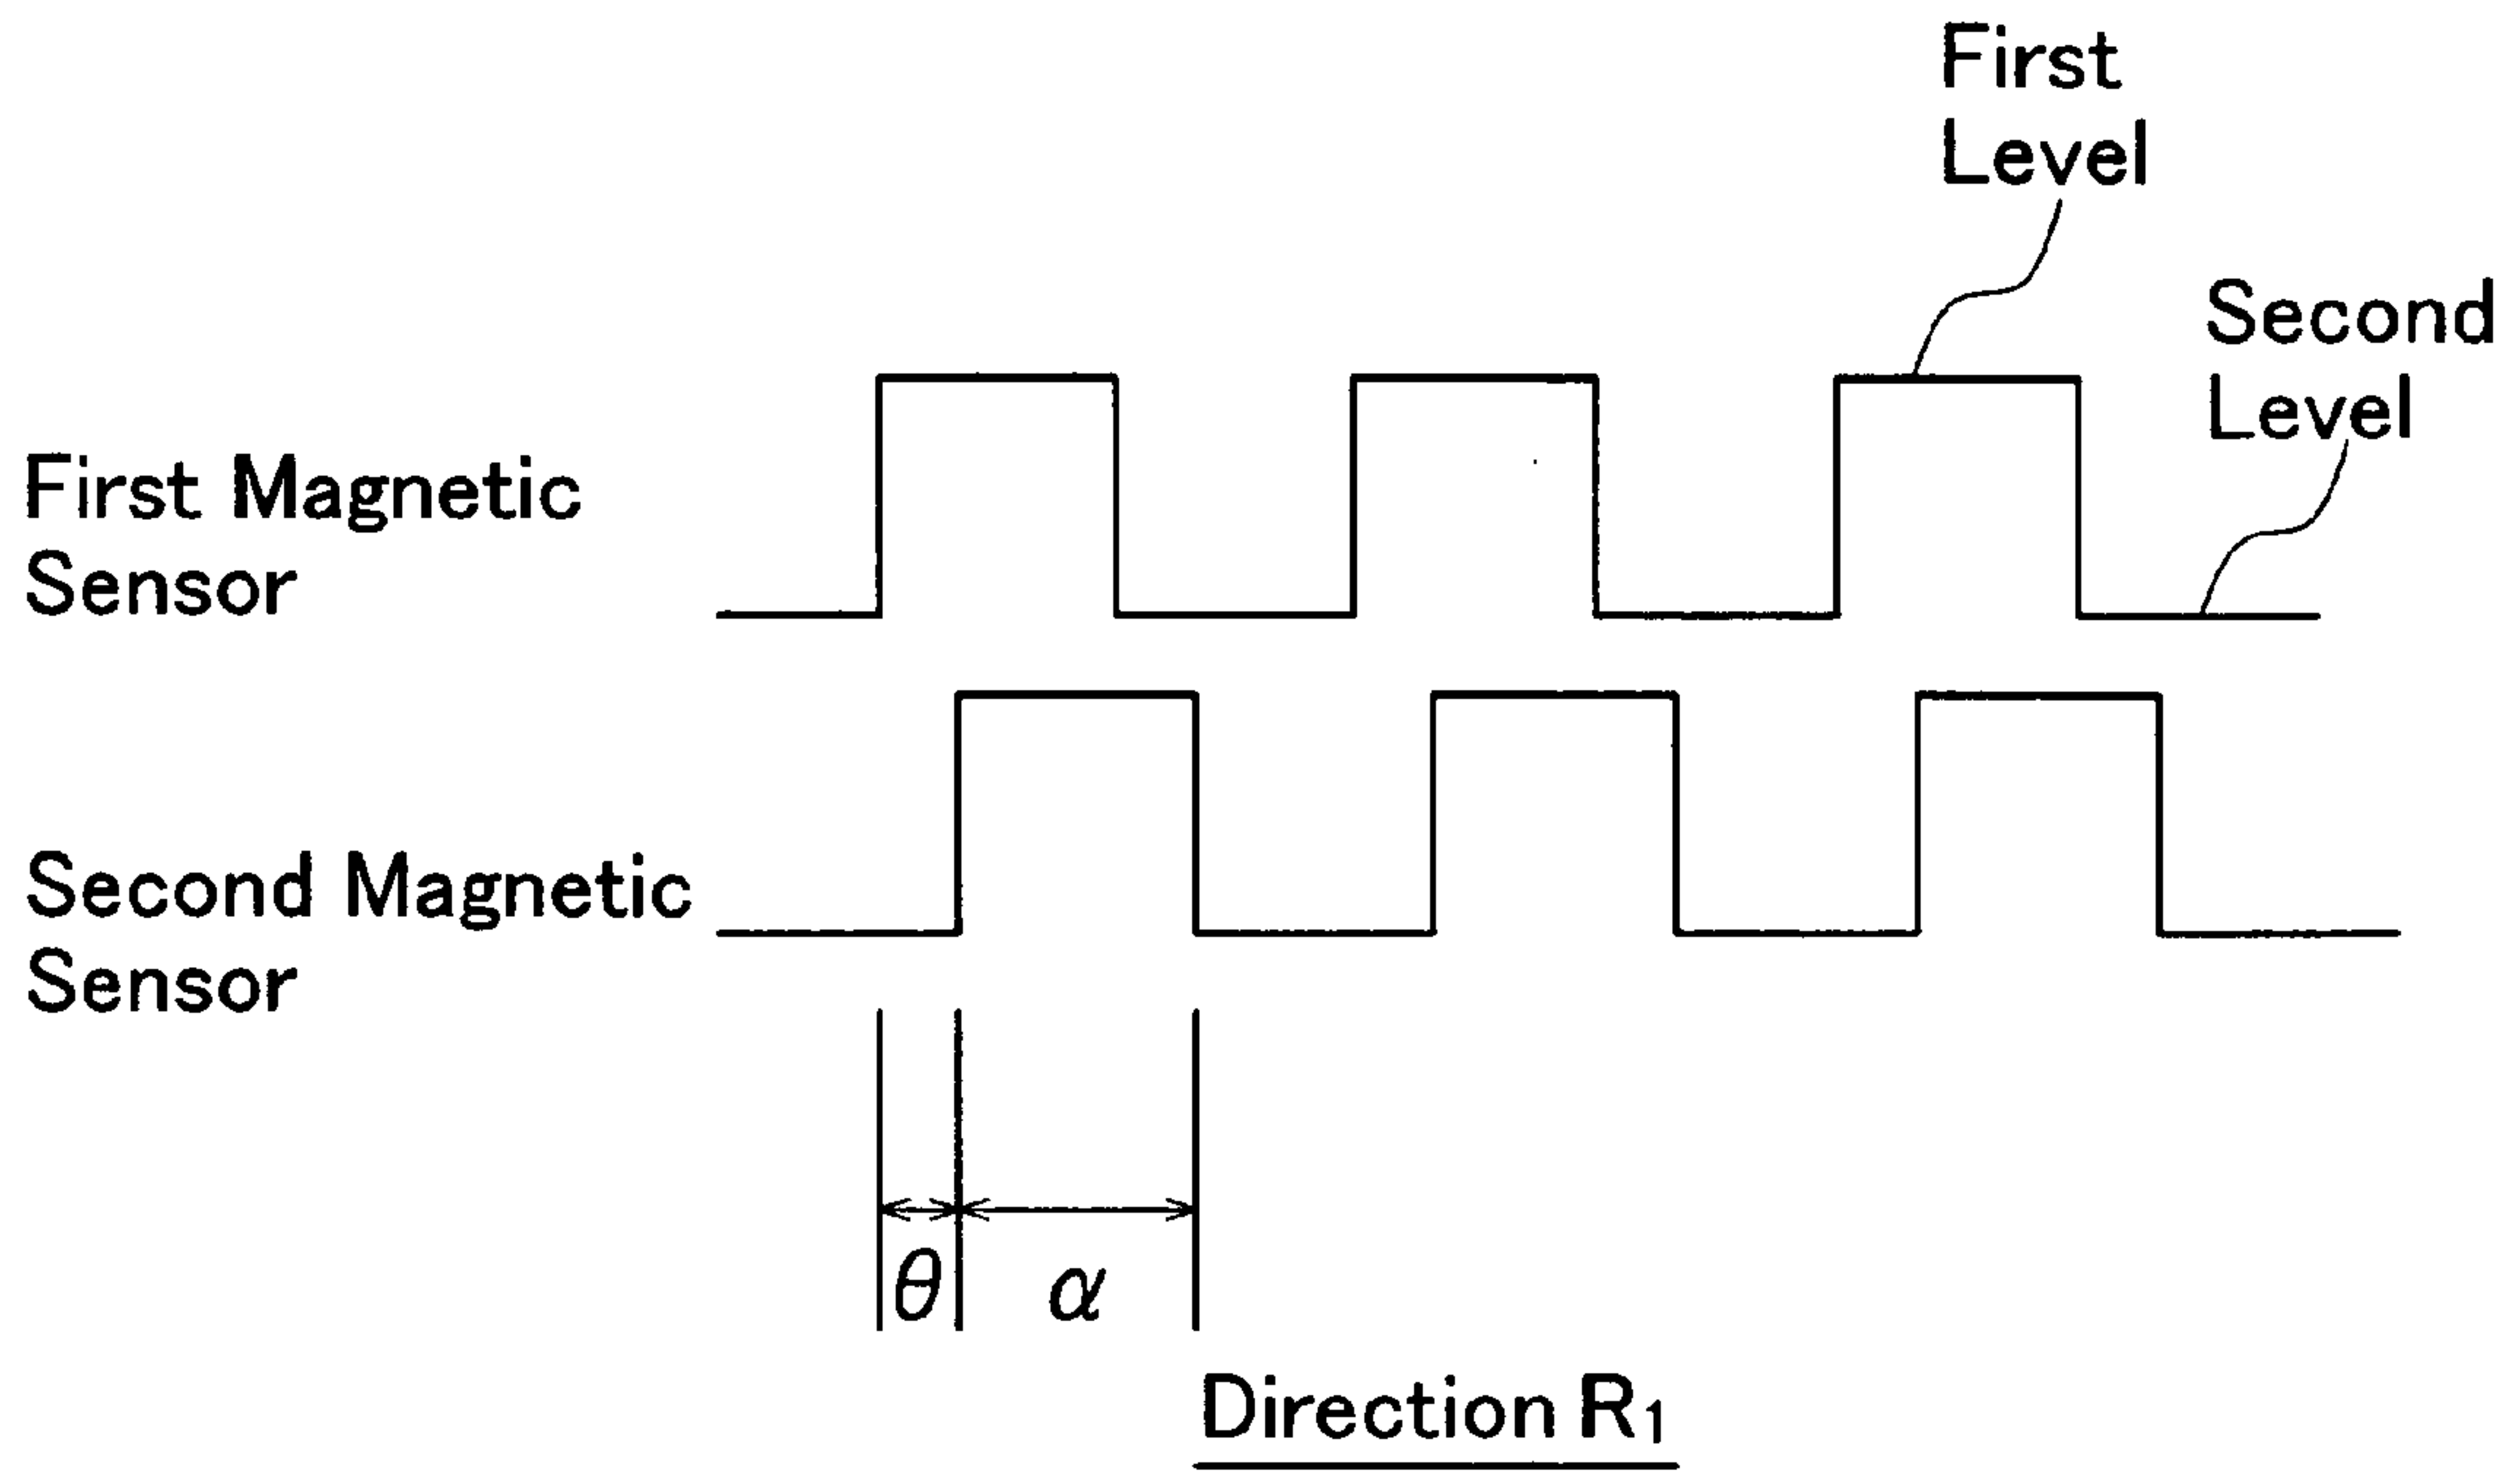 First
Level
Second
Level
First Magnetic
Sensor
Second Magnetic
Sensor
θ
α
Direction R₁